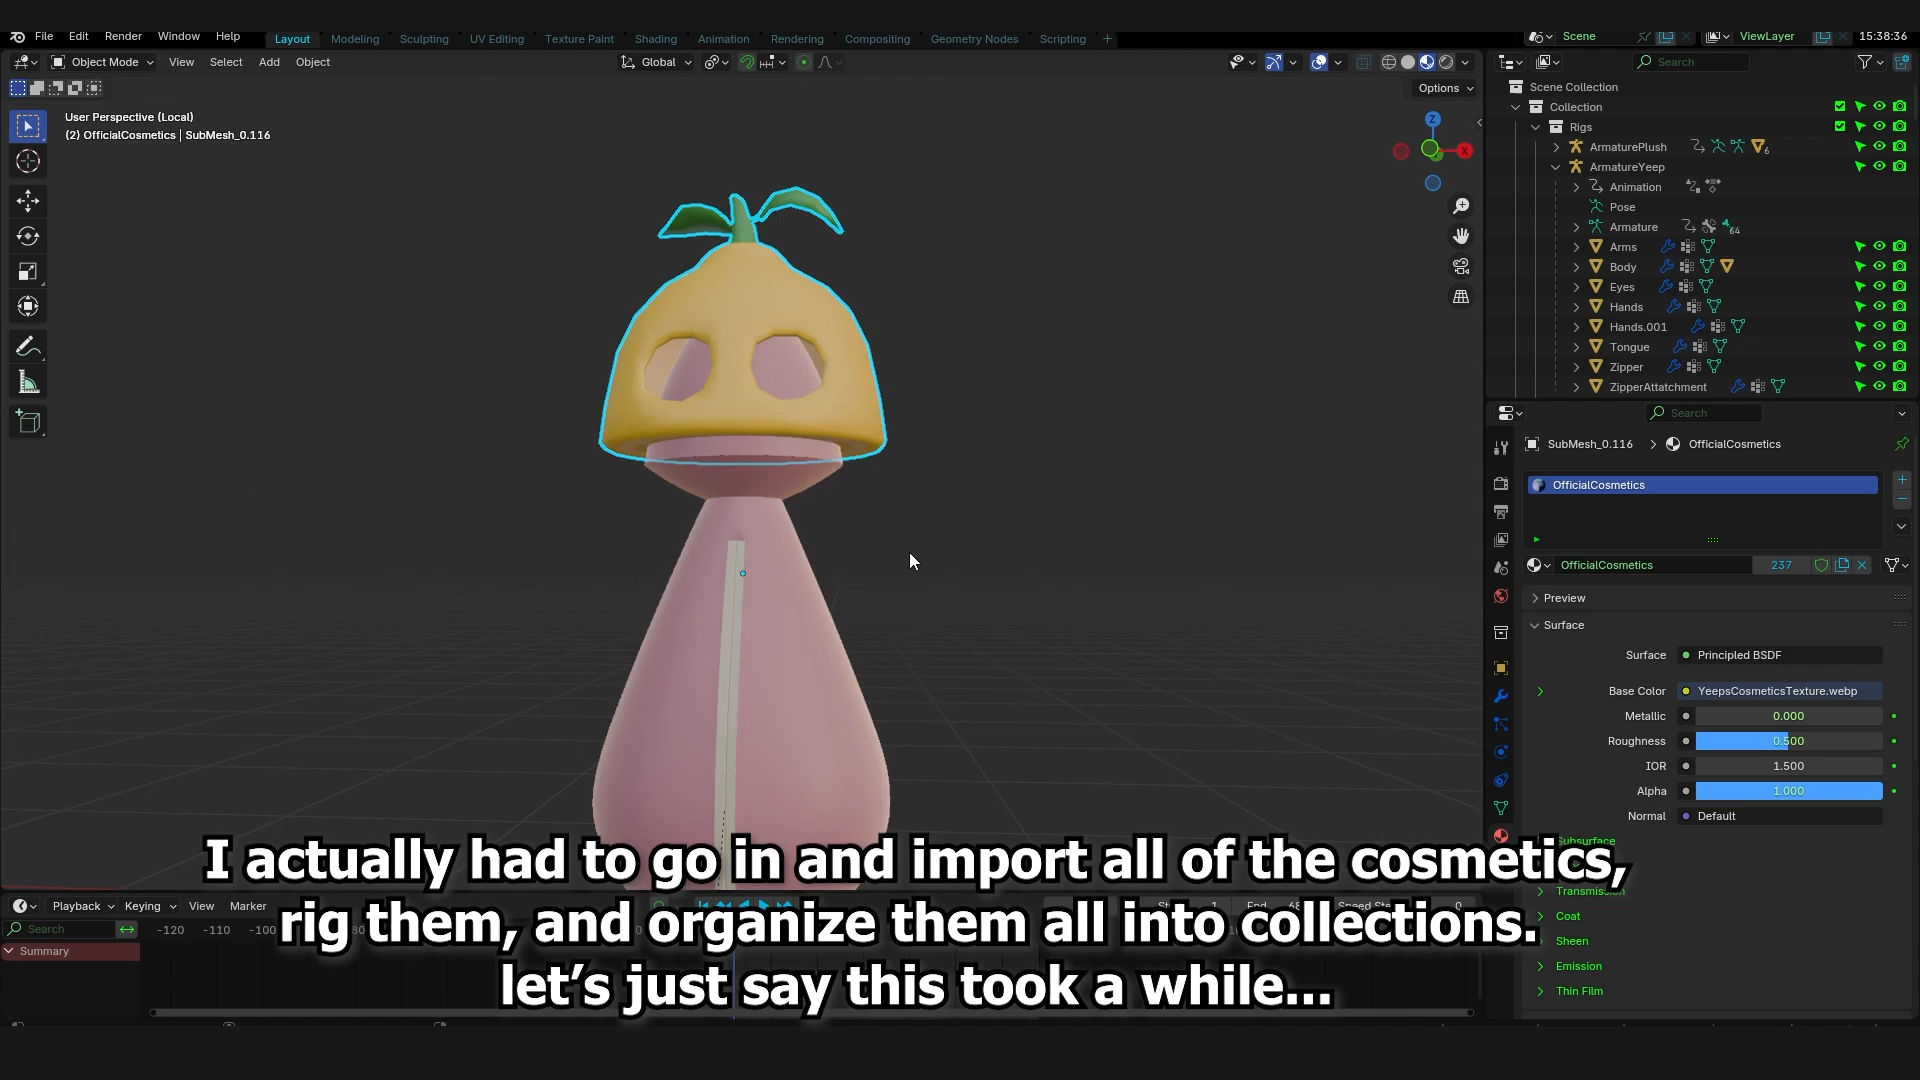 File Edit Render Window Help Layout Modeling Sculpting UV Editing Texture Paint Shading Animation Rendering Compositing Geometry Nodes Scripting + Scene ViewLayer 15:38:36
Object Mode View Select Add Object Global Search
Options
User Perspective (Local)
(2) OfficialCosmetics | SubMesh_0.116
Z
X
Scene Collection
Collection
Rigs
ArmaturePlush 6
ArmatureYeep
Animation
Pose
Armature 64
Arms
Body
Eyes
Hands
Hands.001
Tongue
Zipper
ZipperAttatchment
Search
SubMesh_0.116 > OfficialCosmetics
OfficialCosmetics
OfficialCosmetics 237
Preview
Surface
Surface Principled BSDF
Base Color YeepsCosmeticsTexture.webp
Metallic 0.000
Roughness 0.500
IOR 1.500
Alpha 1.000
Normal Default
Subsurface
Transmission
Coat
Sheen
Emission
Thin Film
Playback Keying View Marker
Search -120 -110 -100
Summary
I actually had to go in and import all of the cosmetics,
rig them, and organize them all into collections.
let's just say this took a while...